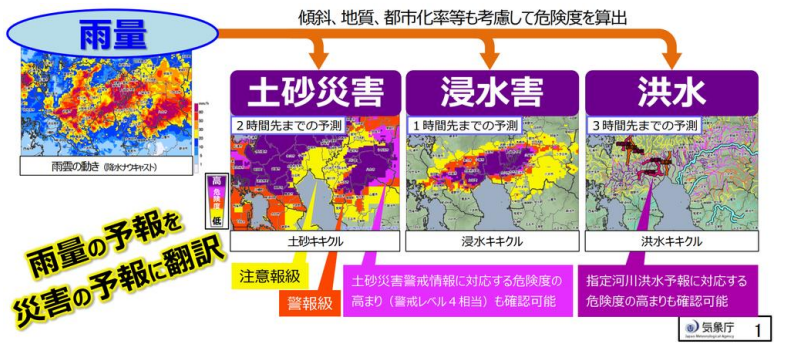 傾斜、地質、都市化率等も考慮して危険度を算出
雨量
土砂災害
浸水害
洪水
2時間先までの予測
1時間先までの予測
3時間先までの予測
雨雲の動き(降水ナウキャスト)
高
危険度
低
土砂キキクル
浸水キキクル
洪水キキクル
雨量の予報を
災害の予報に翻訳
注意報級
警報級
土砂災害警戒情報に対応する危険度の
高まり(警戒レベル4相当)も確認可能
指定河川洪水予報に対応する
危険度の高まりも確認可能
気象庁
Japan Meteorological Agency
1